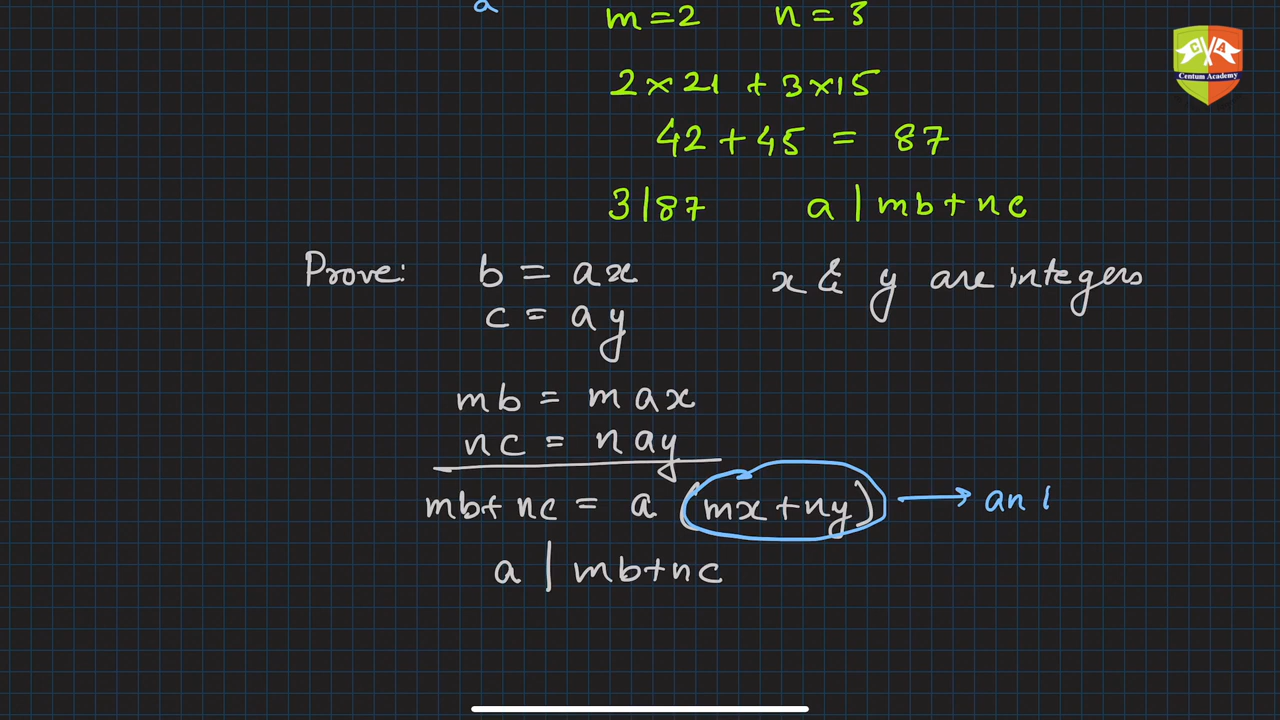 a
m = 2 n = 3
2 × 21 + 3 × 15
42 + 45 = 87
3 | 87 a | mb + nc
Prove: b = ax x & y are integers
c = ay
mb = max
nc = nay
mb + nc = a (mx + ny) → an i
a | mb + nc
C A
Centum Academy